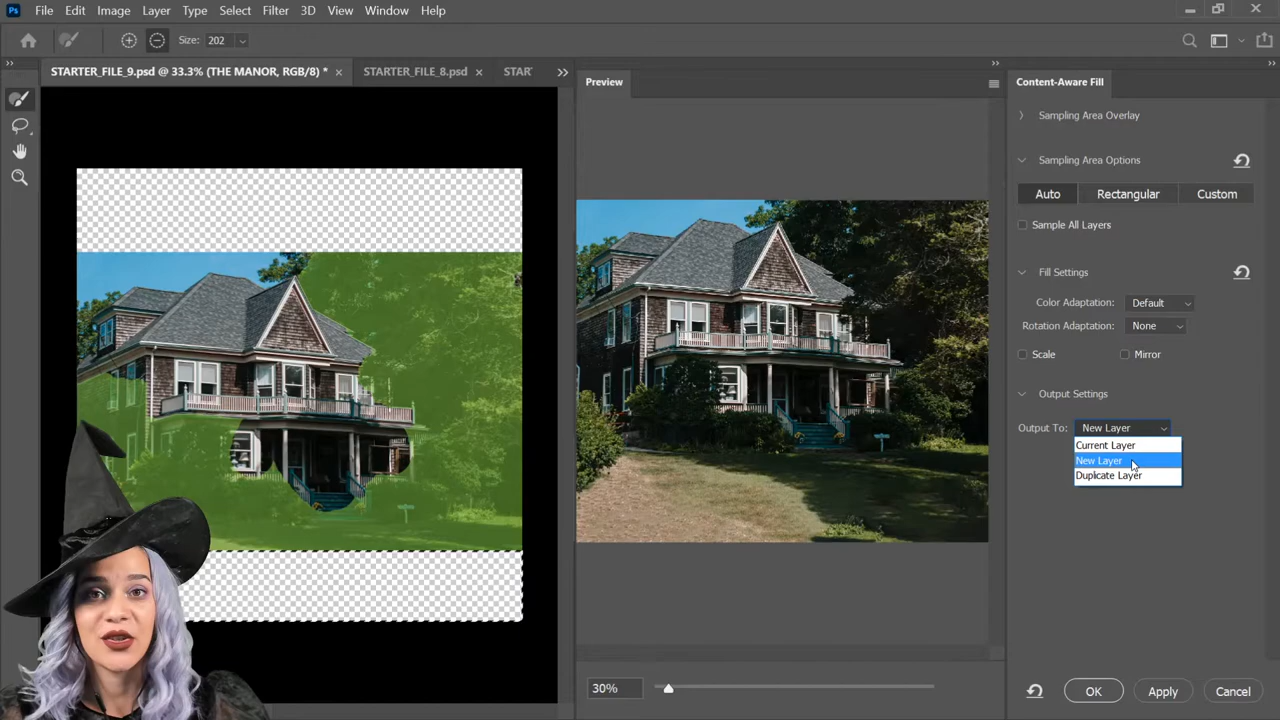 Ps File Edit Image Layer Type Select Filter 3D View Window Help
Size: 202
STARTER_FILE_9.psd @ 33.3% (THE MANOR, RGB/8) * × STARTER_FILE_8.psd × STAR
Preview
Content-Aware Fill
Sampling Area Overlay
Sampling Area Options
Auto Rectangular Custom
Sample All Layers
Fill Settings
Color Adaptation: Default
Rotation Adaptation: None
Scale Mirror
Output Settings
Output To: New Layer
Current Layer
New Layer
Duplicate Layer
30%
OK Apply Cancel